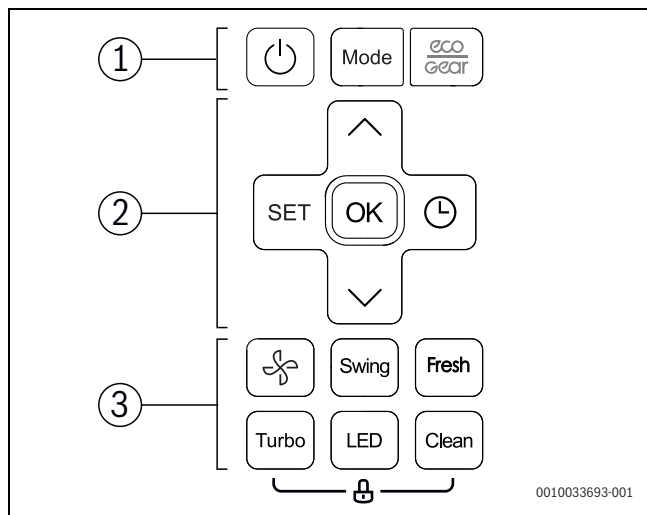 1
Mode
eco
Gear
2
SET
OK
3
Swing
Fresh
Turbo
LED
Clean
0010033693-001